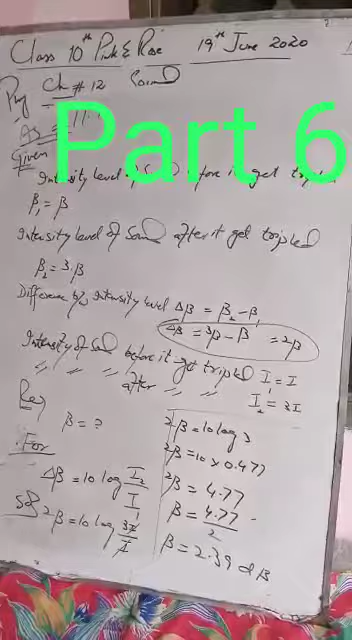 Class 10th Pink & Rose 19th June 2020
Phy Ch # 12 Sound
Part 6
Given
Intensity level of Sound before it get tripled
β₁ = β
Intensity level of Sound after it get tripled
β₂ = 3β
Difference b/w intensity level Δβ = β₂ - β₁
Δβ = 3β - β = 2β
Intensity of Sound before it get tripled I₁ = I
" " " after " " I₂ = 3I
Req
β = ?
For
Δβ = 10 log I₂/I₁
Sol
2β = 10 log 3I/I
2β = 10 log 3
2β = 10 x 0.477
2β = 4.77
β = 4.77/2
β = 2.39 dB